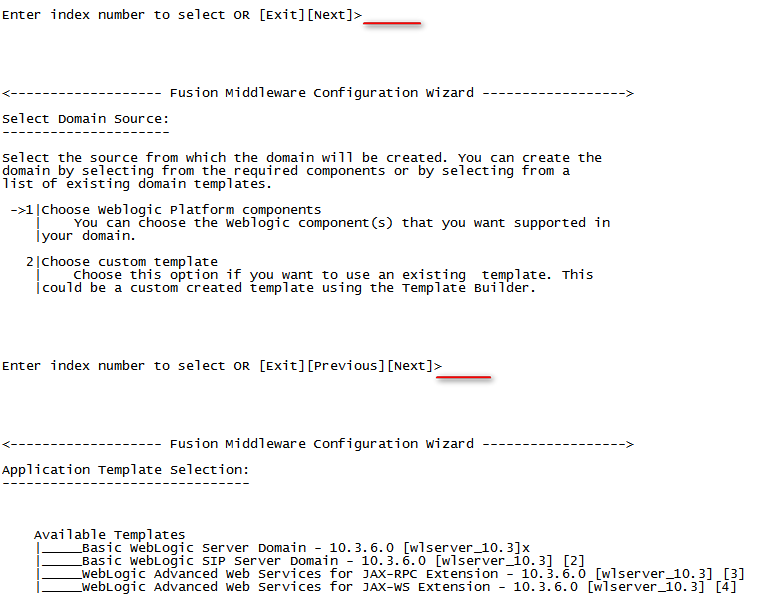 Enter index number to select OR [Exit][Next]>
<------------------- Fusion Middleware Configuration Wizard ------------------>
Select Domain Source:
---------------------
Select the source from which the domain will be created. You can create the
domain by selecting from the required components or by selecting from a
list of existing domain templates.
->1|Choose Weblogic Platform components
|    You can choose the Weblogic component(s) that you want supported in
|your domain.
2|Choose custom template
|    Choose this option if you want to use an existing  template. This
|could be a custom created template using the Template Builder.
Enter index number to select OR [Exit][Previous][Next]>
<------------------- Fusion Middleware Configuration Wizard ------------------>
Application Template Selection:
-------------------------------
Available Templates
|_____Basic WebLogic Server Domain - 10.3.6.0 [wlserver_10.3]x
|_____Basic WebLogic SIP Server Domain - 10.3.6.0 [wlserver_10.3] [2]
|_____WebLogic Advanced Web Services for JAX-RPC Extension - 10.3.6.0 [wlserver_10.3] [3]
|_____WebLogic Advanced Web Services for JAX-WS Extension - 10.3.6.0 [wlserver_10.3] [4]